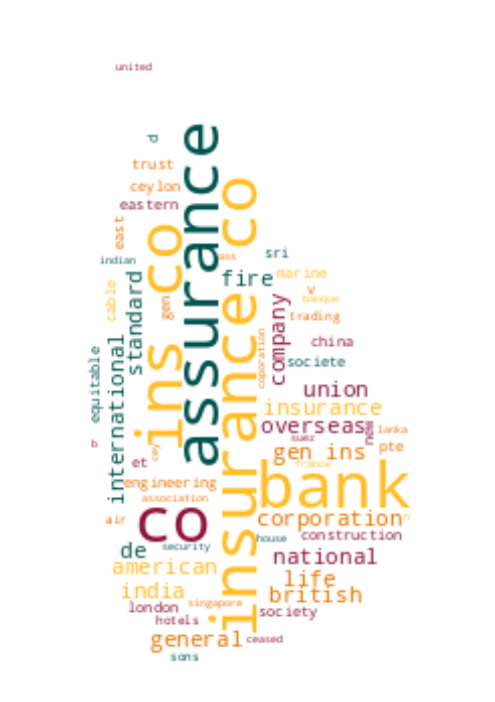 united
d
trust
ceylon
eastern
assurance
east
indian
ins co
insurance co
ass
sri
fire
marine
v
banque
trading
cable
gen
standard
company
coporation
china
societe
equitable
international
union
insurance
overseas
new
lanka
suez
b
et
cey
gen ins
pte
france
engineering
bank
association
air
co
corporation
house
construction
de
security
national
american
life
india
british
london
singapore
society
hotels
general
ceased
sons